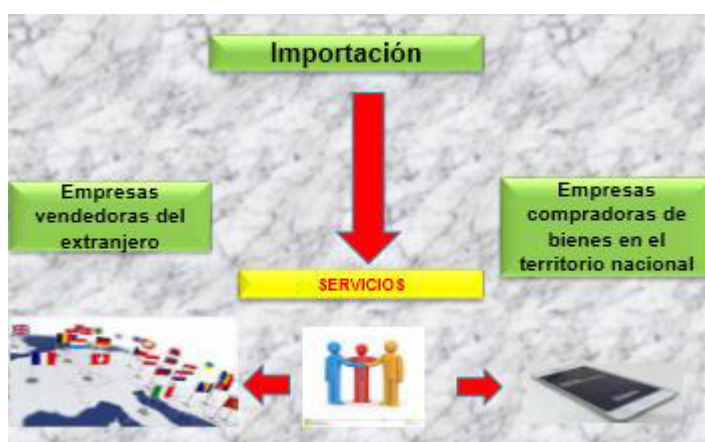 Importación
Empresas
vendedoras del
extranjero
Empresas
compradoras de
bienes en el
territorio nacional
SERVICIOS